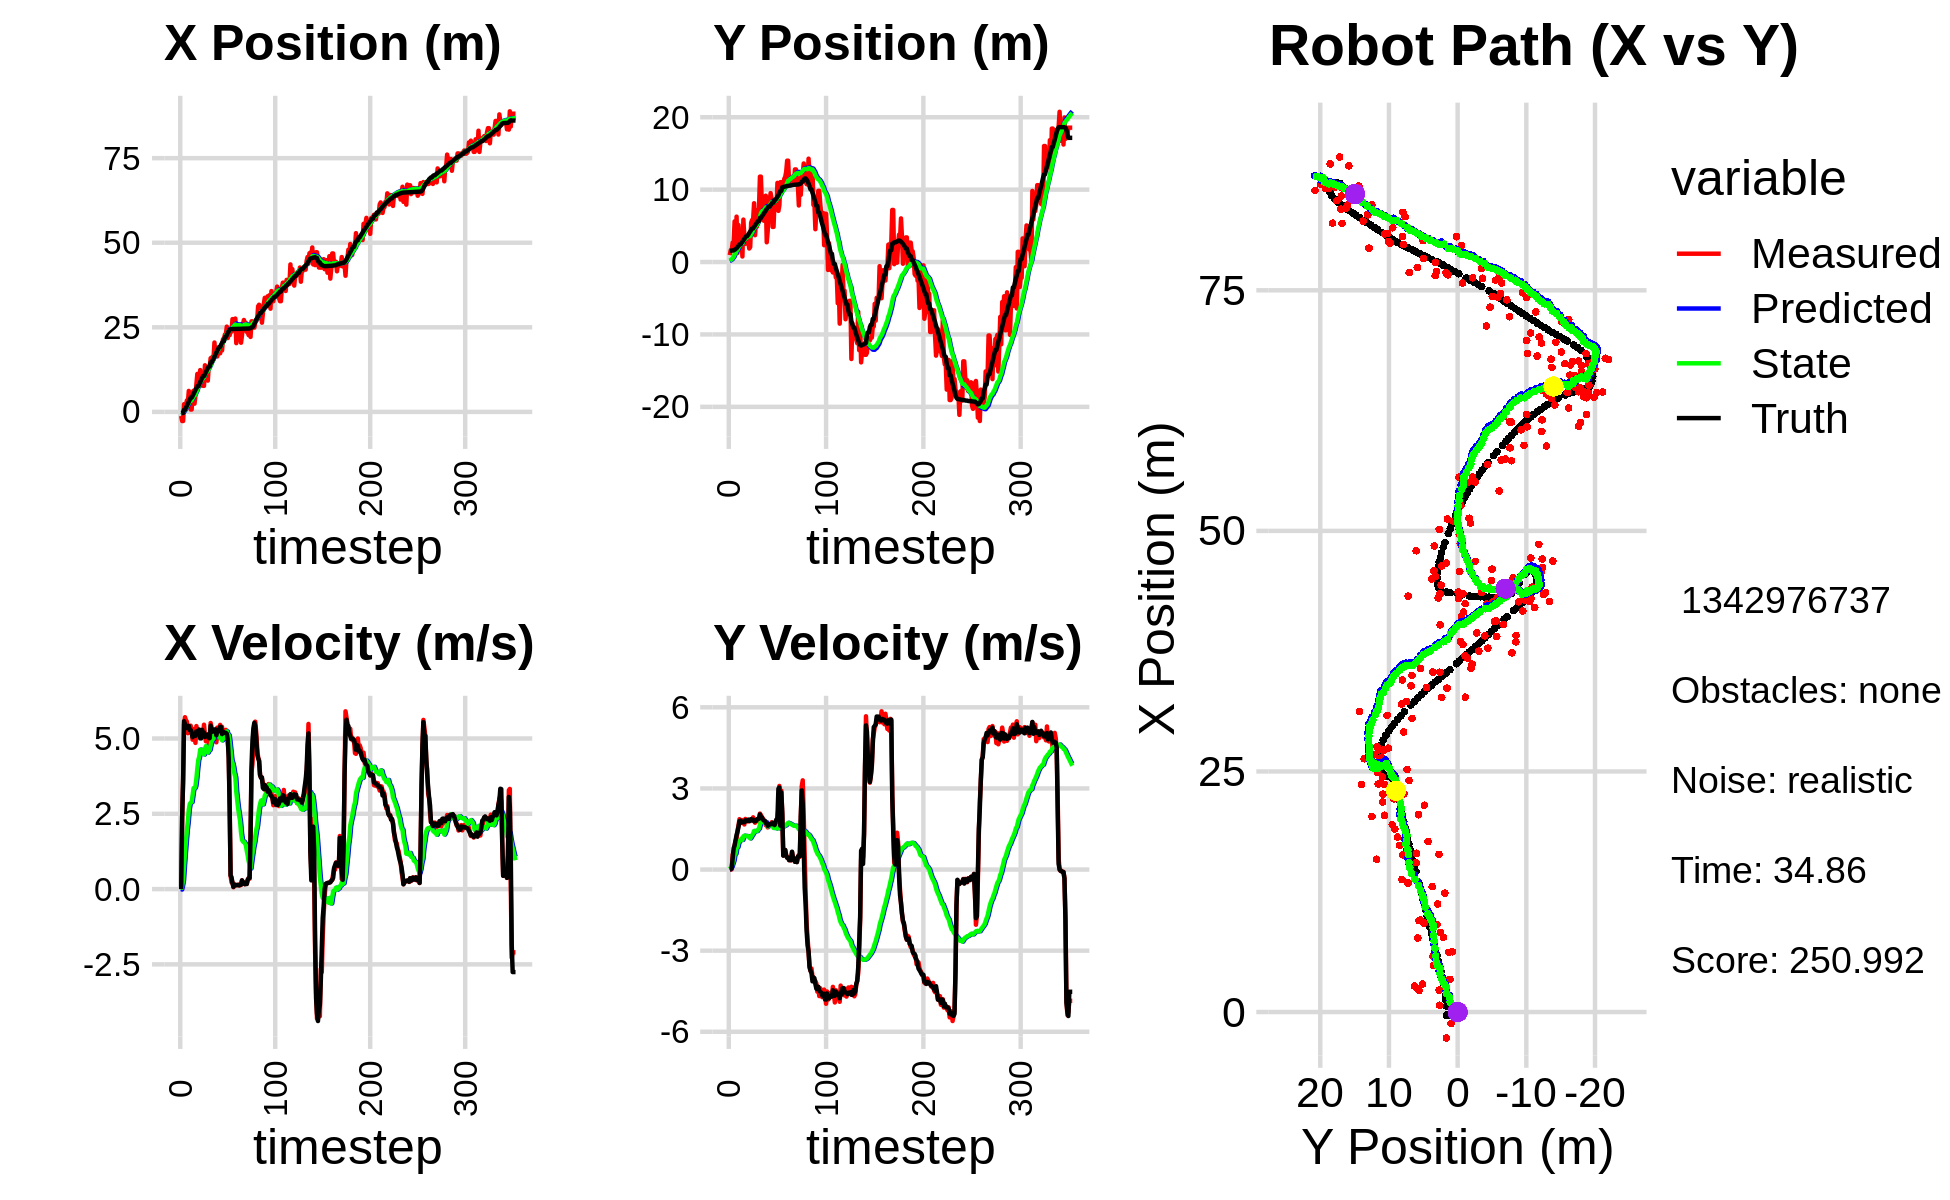 X Position (m)
75
50
25
0
0
100
200
300
timestep
Y Position (m)
20
10
0
-10
-20
0
100
200
300
timestep
X Velocity (m/s)
5.0
2.5
0.0
-2.5
0
100
200
300
timestep
Y Velocity (m/s)
6
3
0
-3
-6
0
100
200
300
timestep
Robot Path (X vs Y)
X Position (m)
75
50
25
0
20 10 0 -10 -20
Y Position (m)
variable
Measured
Predicted
State
Truth
1342976737
Obstacles: none
Noise: realistic
Time: 34.86
Score: 250.992